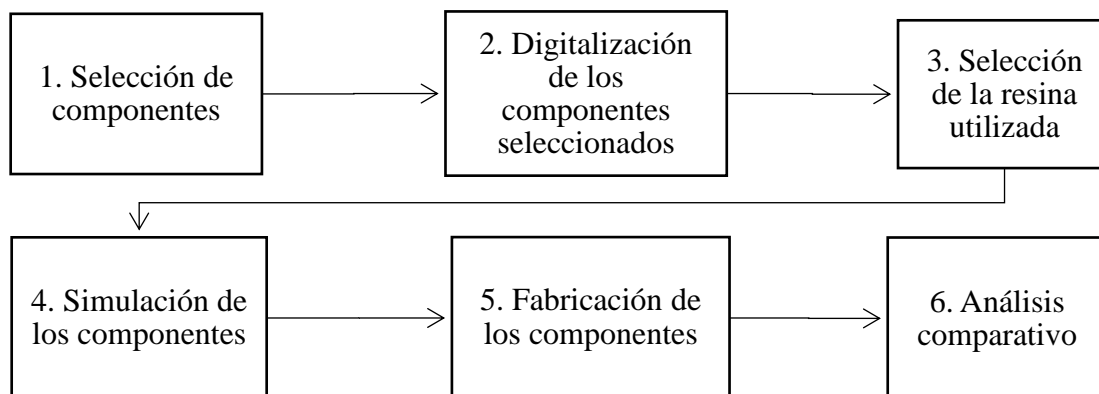 1. Selección de
componentes
2. Digitalización
de los
componentes
seleccionados
3. Selección
de la resina
utilizada
4. Simulación de
los componentes
5. Fabricación de
los componentes
6. Análisis
comparativo